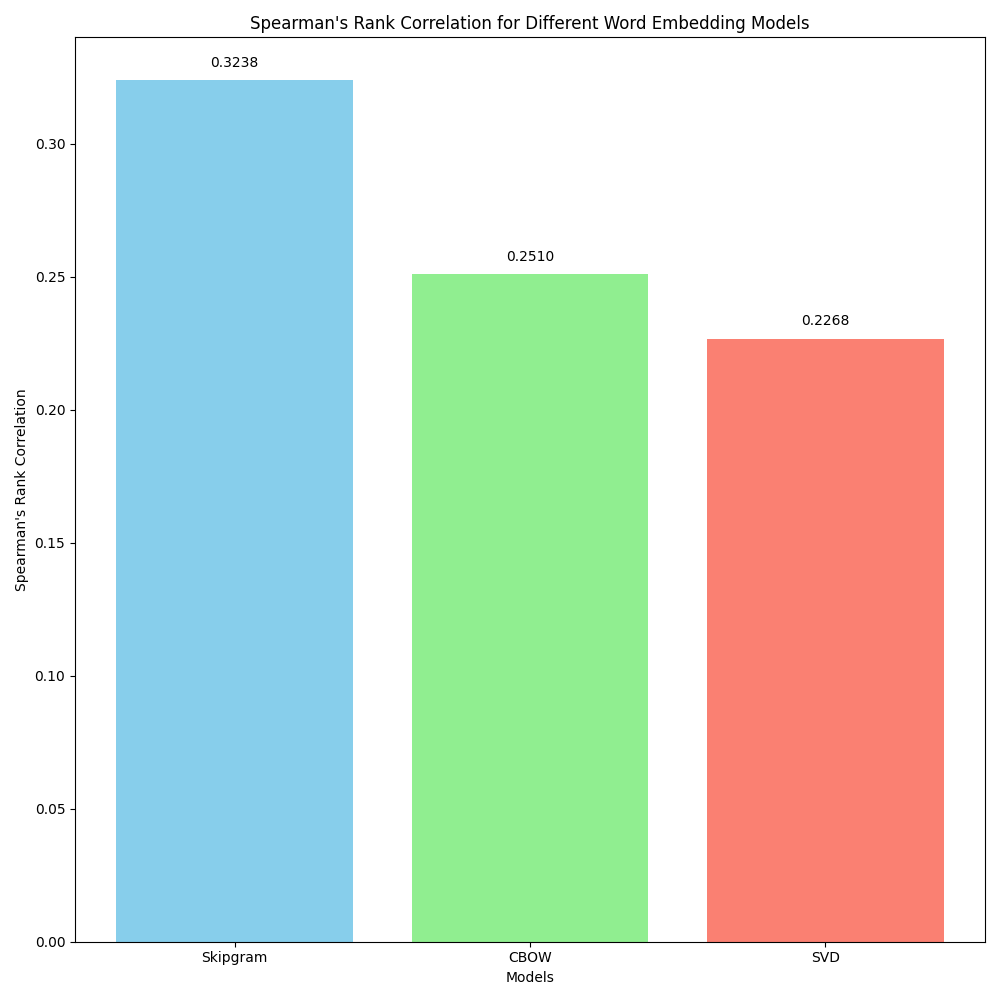 Spearman's Rank Correlation for Different Word Embedding Models
0.3238
0.2510
0.2268
0.30
0.25
0.20
0.15
0.10
0.05
0.00
Spearman's Rank Correlation
Skipgram
CBOW
SVD
Models